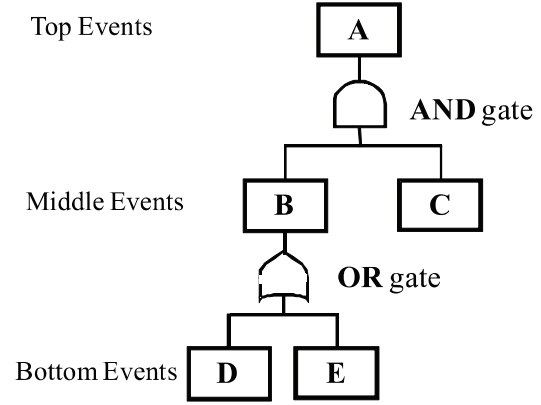 Top Events
A
AND gate
Middle Events
B
C
OR gate
Bottom Events
D
E